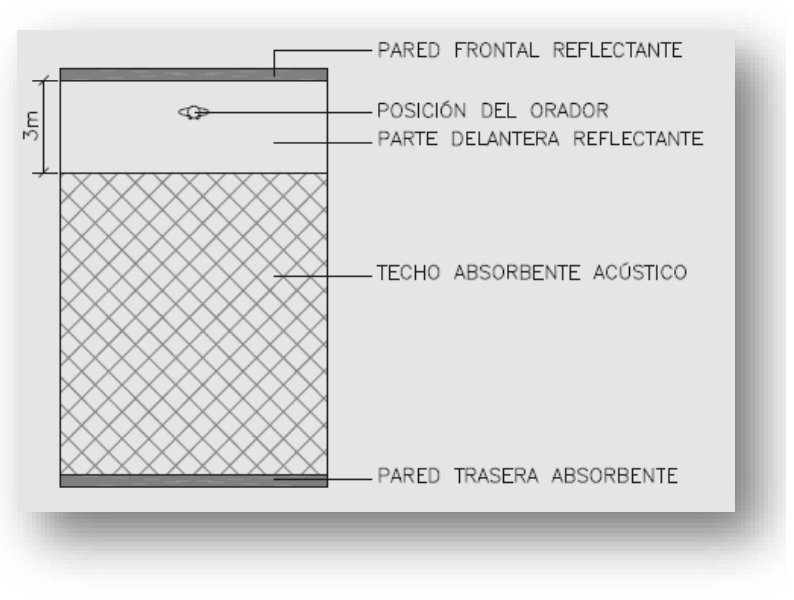 PARED FRONTAL REFLECTANTE
POSICIÓN DEL ORADOR
3m
PARTE DELANTERA REFLECTANTE
TECHO ABSORBENTE ACÚSTICO
PARED TRASERA ABSORBENTE